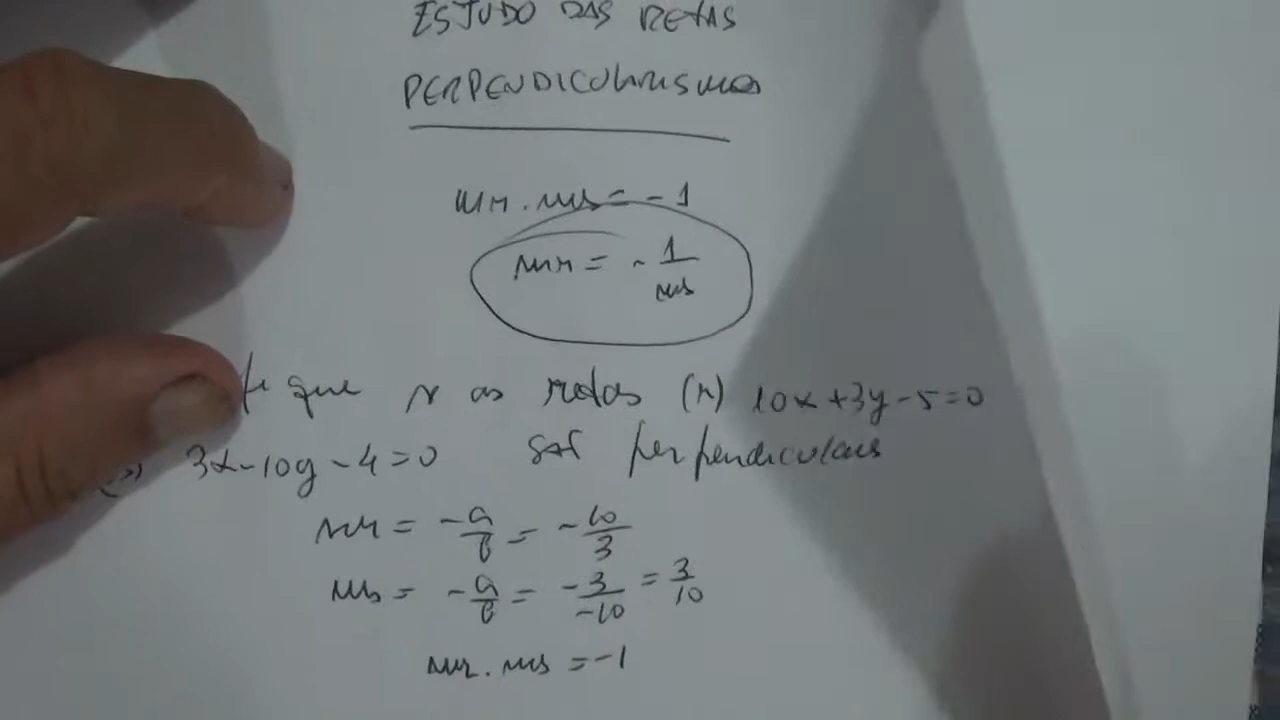 ESTUDO DAS RETAS
PERPENDICULARISMOS
mr . ms = -1
mr = - 1/ms
que as retas (r) 10x+3y-5=0
3x-10y-4=0 são perpendiculares
mr = -a/b = -10/3
ms = -a/b = -3/-10 = 3/10
mr . ms = -1